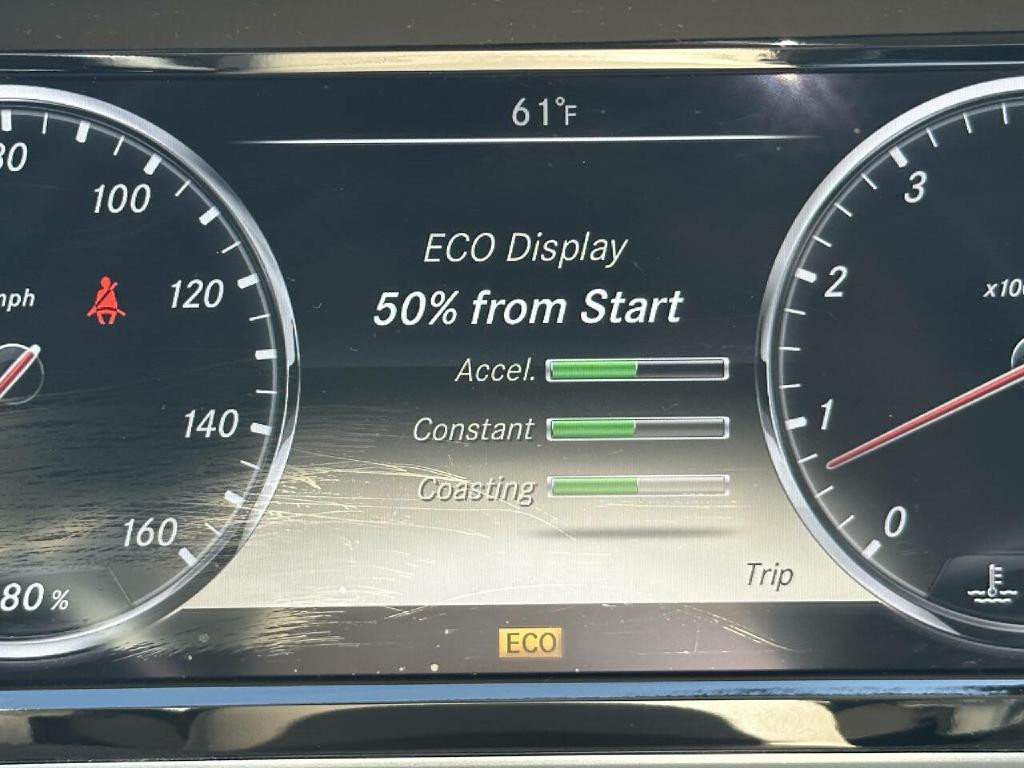 61°F
100
120
140
160
80 %
mph
ECO Display
50% from Start
Accel.
Constant
Coasting
Trip
ECO
3
2
1
0